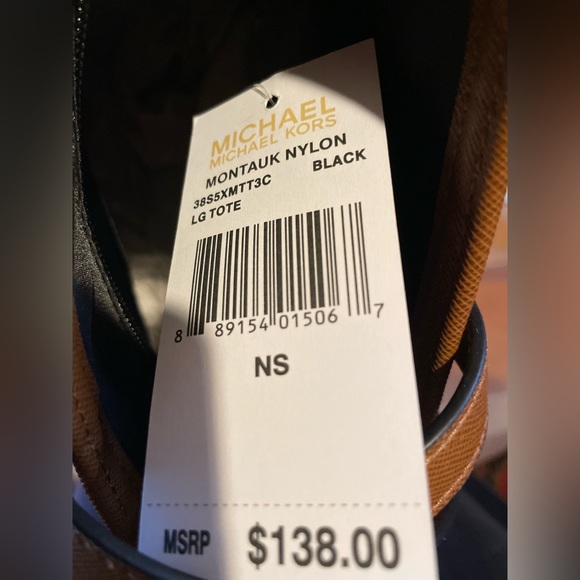 MICHAEL
MICHAEL KORS
MONTAUK NYLON
38S5XMTT3C BLACK
LG TOTE
8 89154 01506 7
NS
MSRP $138.00